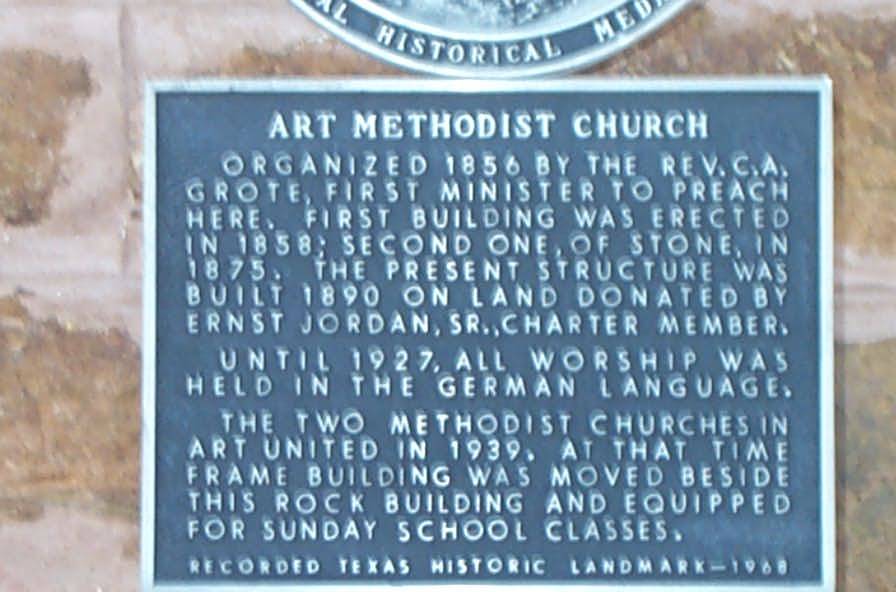 AL HISTORICAL MEDA
ART METHODIST CHURCH
ORGANIZED 1856 BY THE REV. C.A.
GROTE, FIRST MINISTER TO PREACH
HERE. FIRST BUILDING WAS ERECTED
IN 1858; SECOND ONE, OF STONE, IN
1875. THE PRESENT STRUCTURE WAS
BUILT 1890 ON LAND DONATED BY
ERNST JORDAN, SR., CHARTER MEMBER.
UNTIL 1927, ALL WORSHIP WAS
HELD IN THE GERMAN LANGUAGE.
THE TWO METHODIST CHURCHES IN
ART UNITED IN 1939. AT THAT TIME
FRAME BUILDING WAS MOVED BESIDE
THIS ROCK BUILDING AND EQUIPPED
FOR SUNDAY SCHOOL CLASSES.
RECORDED TEXAS HISTORIC LANDMARK—1968